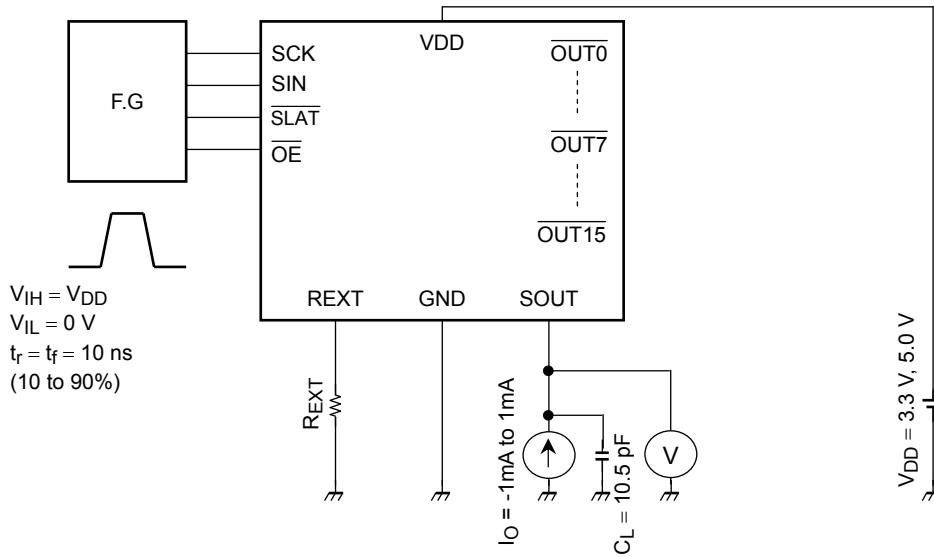 VDD
SCK
SIN
SLAT
OE
F.G
OUT0
OUT7
OUT15
VIH = VDD
VIL = 0 V
tr = tf = 10 ns
(10 to 90%)
REXT
GND
SOUT
REXT
IO = -1mA to 1mA
CL = 10.5 pF
V
VDD = 3.3 V, 5.0 V